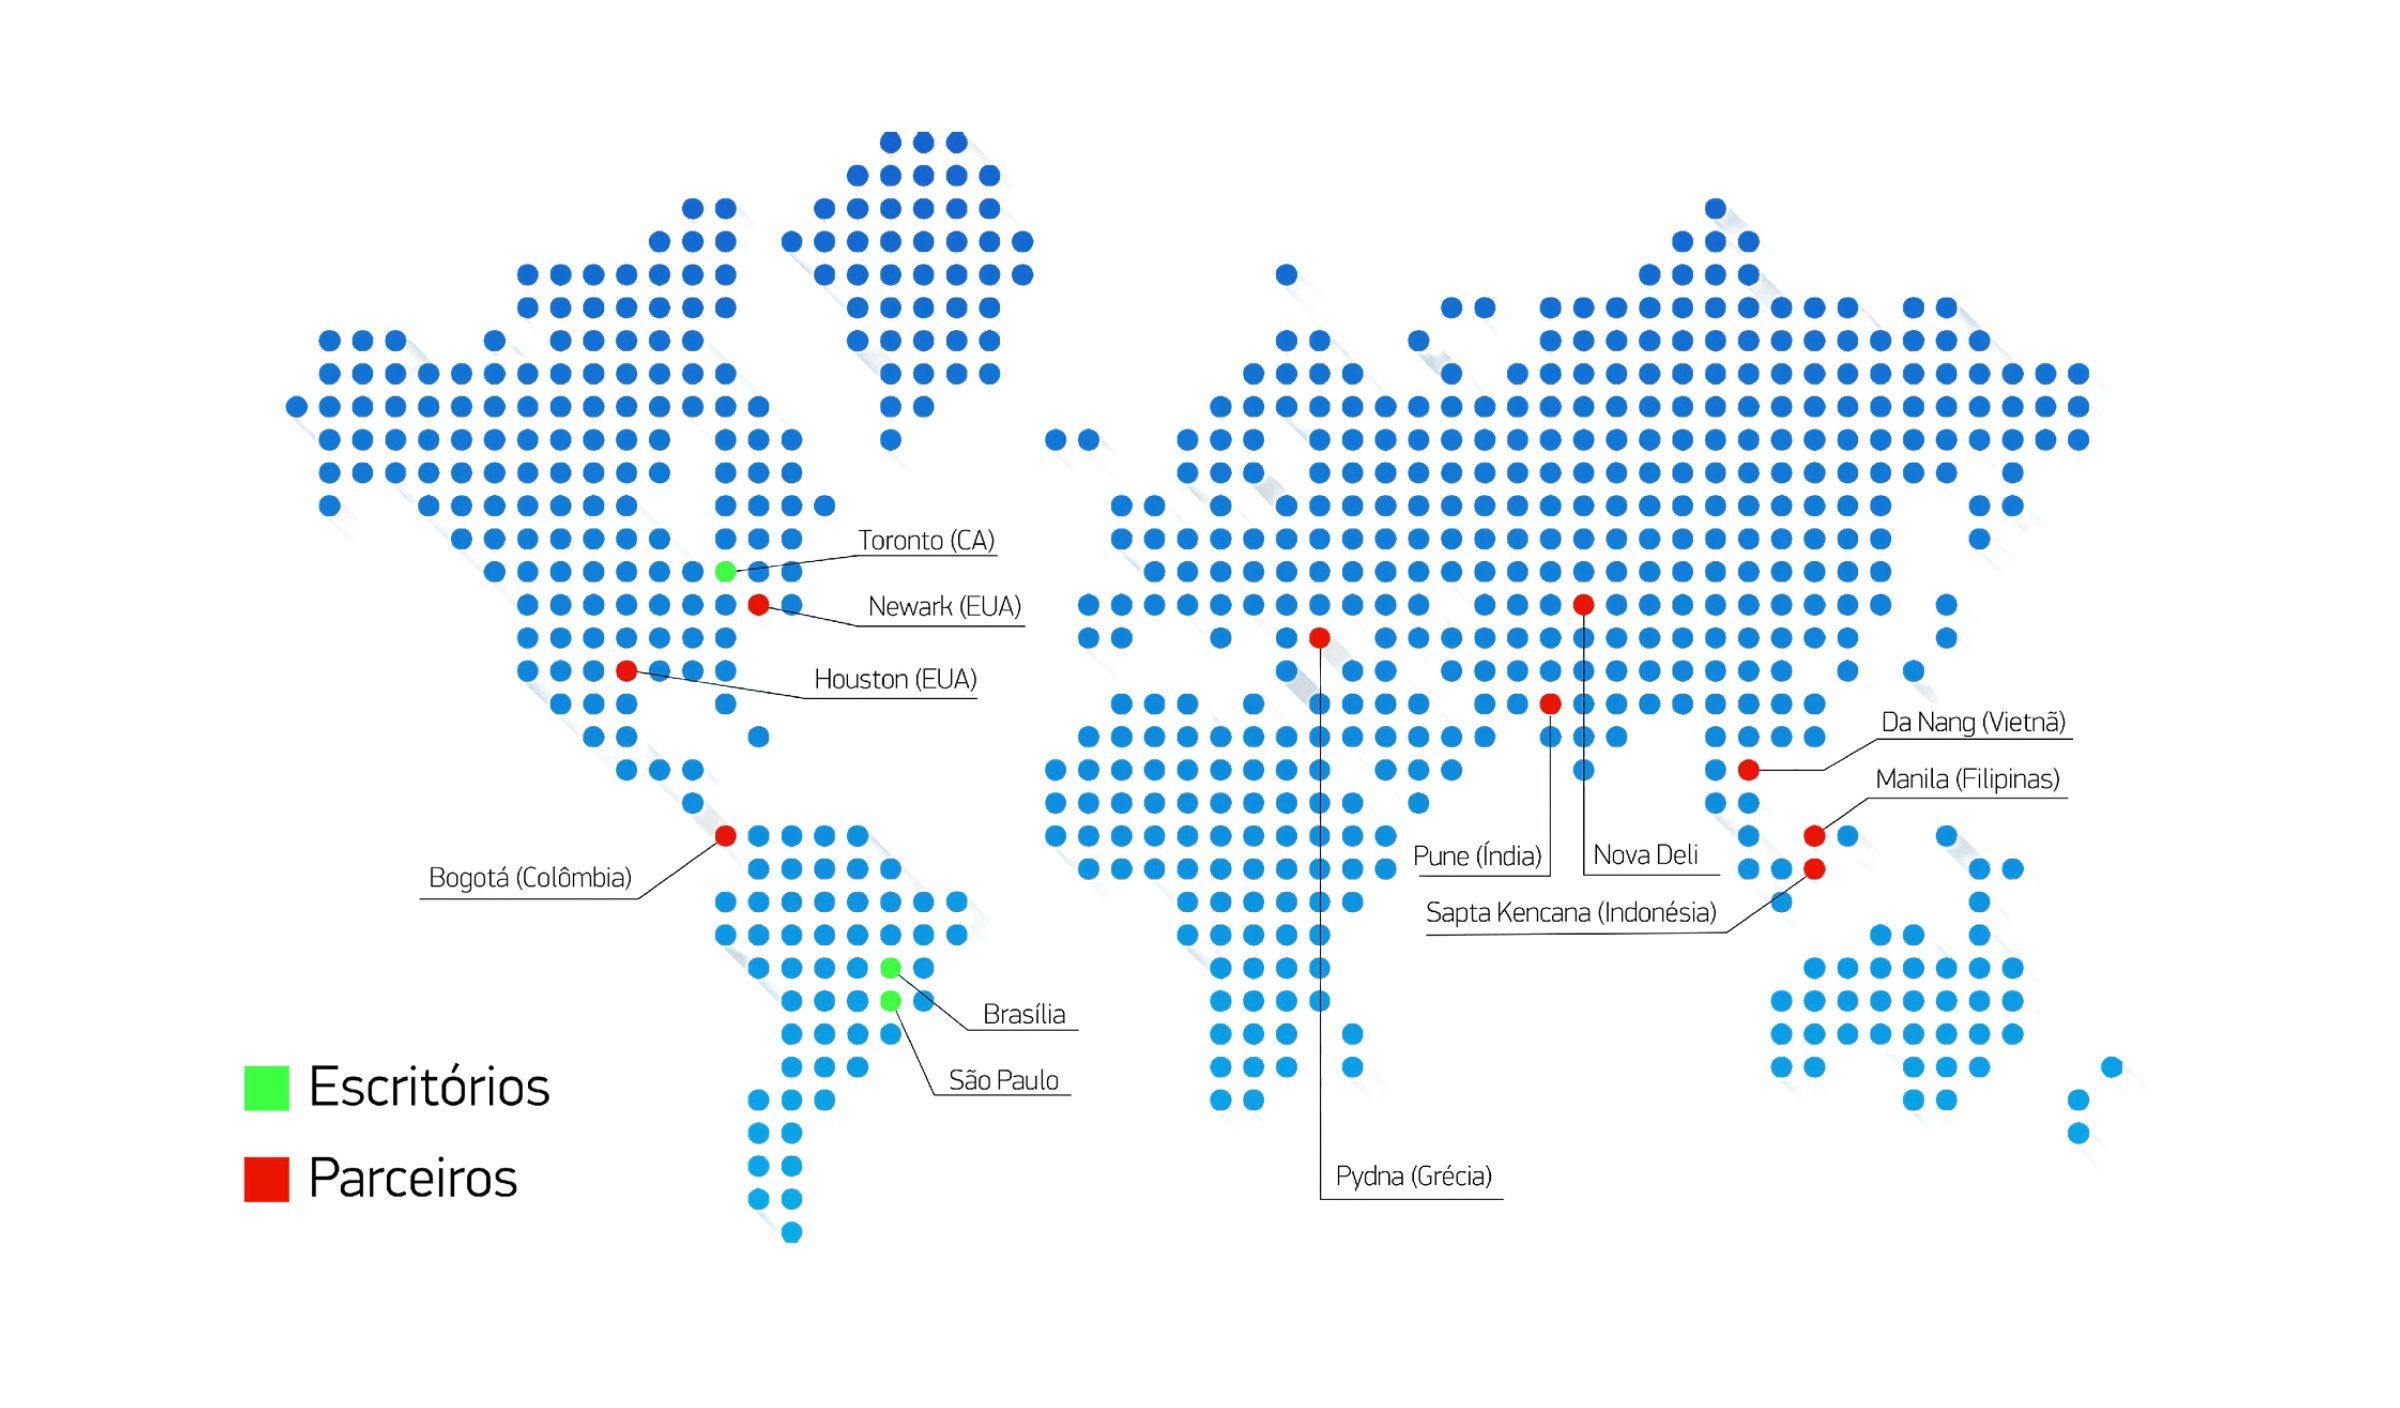 Toronto (CA)
Newark (EUA)
Houston (EUA)
Da Nang (Vietnã)
Manila (Filipinas)
Pune (Índia)
Nova Deli
Bogotá (Colômbia)
Sapta Kencana (Indonésia)
Brasília
São Paulo
Escritórios
Parceiros
Pydna (Grécia)